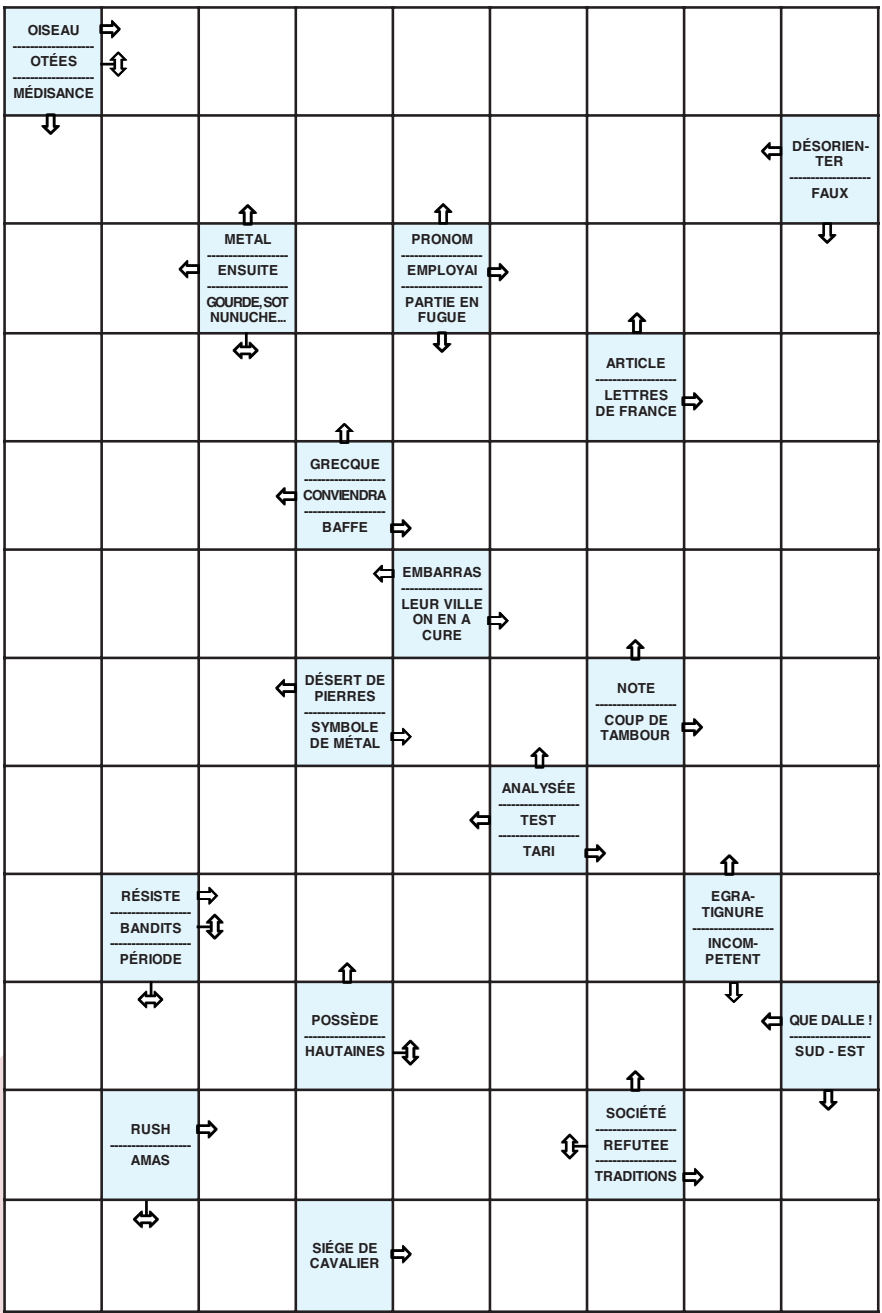 OISEAU
OTÉES
MÉDISANCE
DÉSORIEN-
TER
FAUX
METAL
ENSUITE
GOURDE,SOT
NUNUCHE...
PRONOM
EMPLOYAI
PARTIE EN
FUGUE
ARTICLE
LETTRES
DE FRANCE
GRECQUE
CONVIENDRA
BAFFE
EMBARRAS
LEUR VILLE
ON EN A
CURE
DÉSERT DE
PIERRES
SYMBOLE
DE MÉTAL
NOTE
COUP DE
TAMBOUR
ANALYSÉE
TEST
TARI
RÉSISTE
BANDITS
PÉRIODE
EGRA-
TIGNURE
INCOM-
PETENT
POSSÈDE
HAUTAINES
QUE DALLE !
SUD - EST
RUSH
AMAS
SOCIÉTÉ
REFUTEE
TRADITIONS
SIÉGE DE
CAVALIER